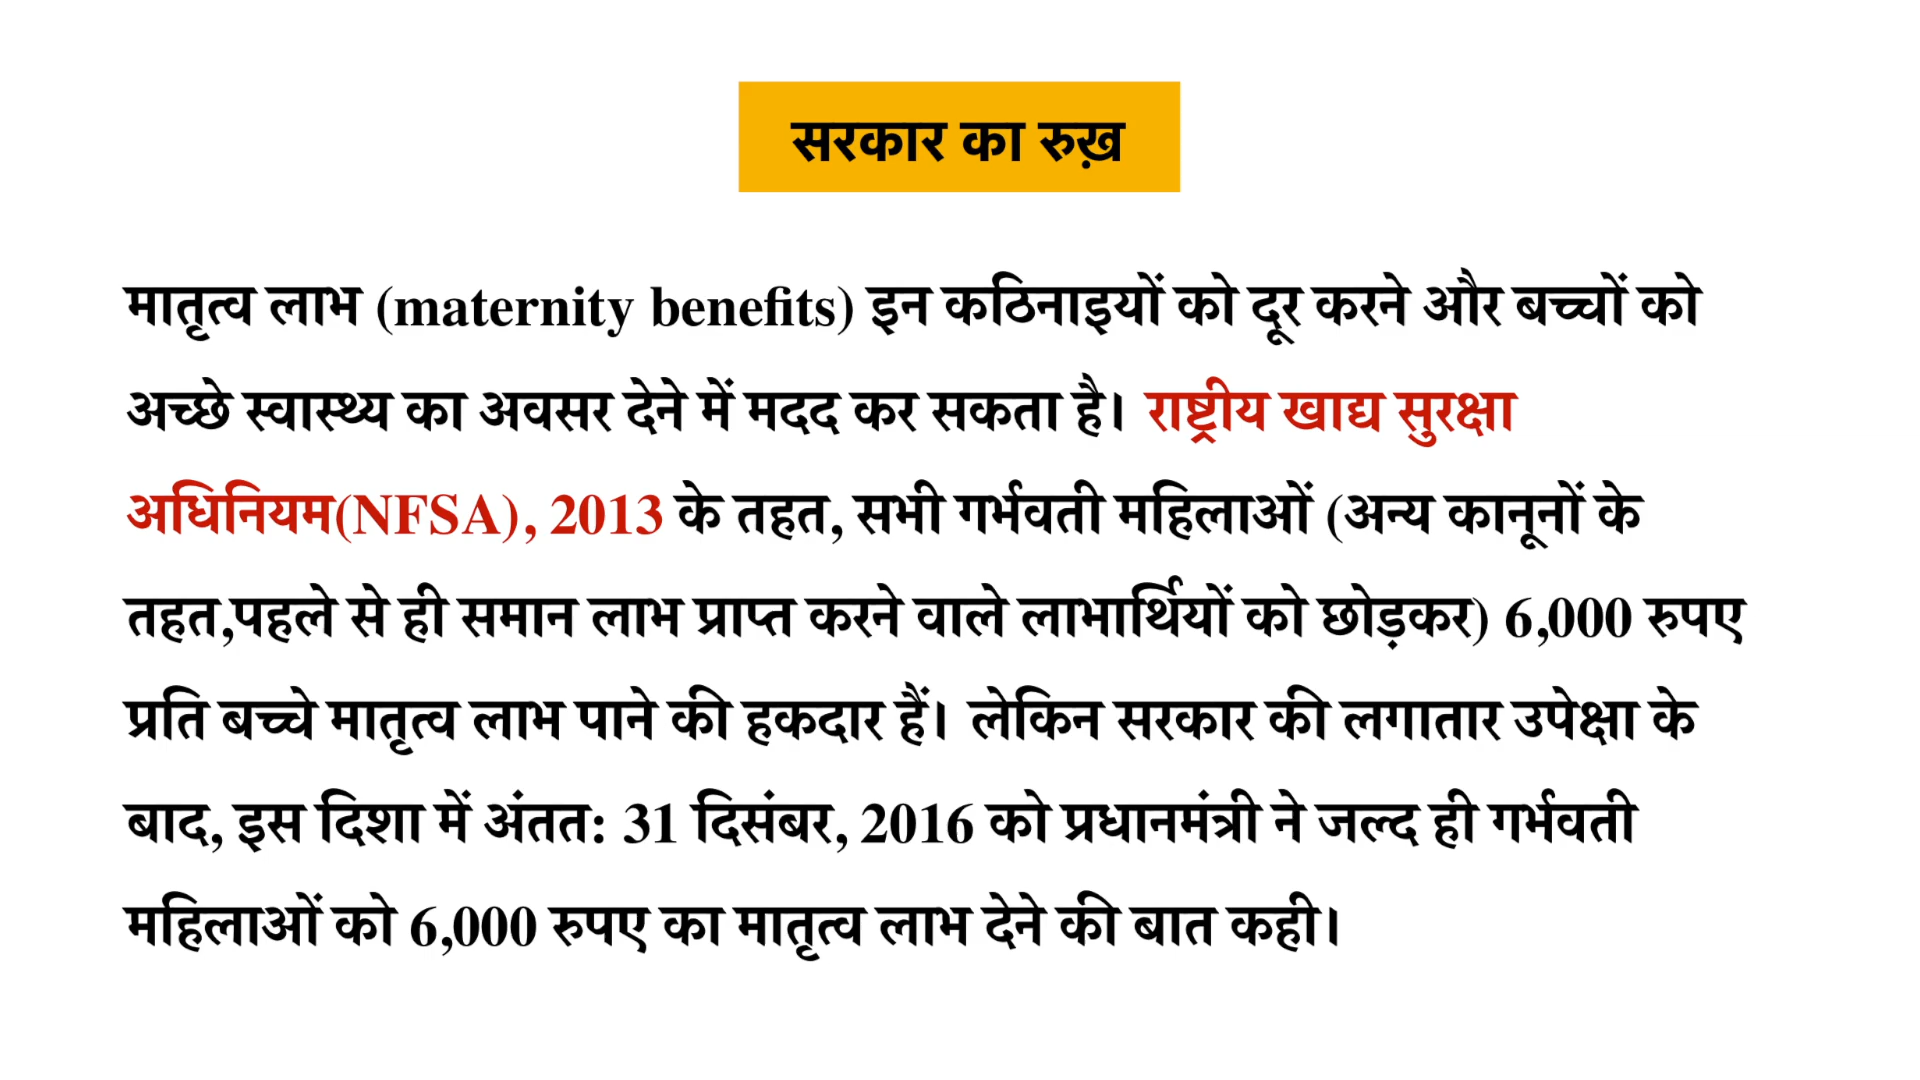 सरकार का रुख़
मातृत्व लाभ (maternity benefits) इन कठिनाइयों को दूर करने और बच्चों को
अच्छे स्वास्थ्य का अवसर देने में मदद कर सकता है। राष्ट्रीय खाद्य सुरक्षा
अधिनियम(NFSA), 2013 के तहत, सभी गर्भवती महिलाओं (अन्य कानूनों के
तहत,पहले से ही समान लाभ प्राप्त करने वाले लाभार्थियों को छोड़कर) 6,000 रुपए
प्रति बच्चे मातृत्व लाभ पाने की हकदार हैं। लेकिन सरकार की लगातार उपेक्षा के
बाद, इस दिशा में अंतत: 31 दिसंबर, 2016 को प्रधानमंत्री ने जल्द ही गर्भवती
महिलाओं को 6,000 रुपए का मातृत्व लाभ देने की बात कही।